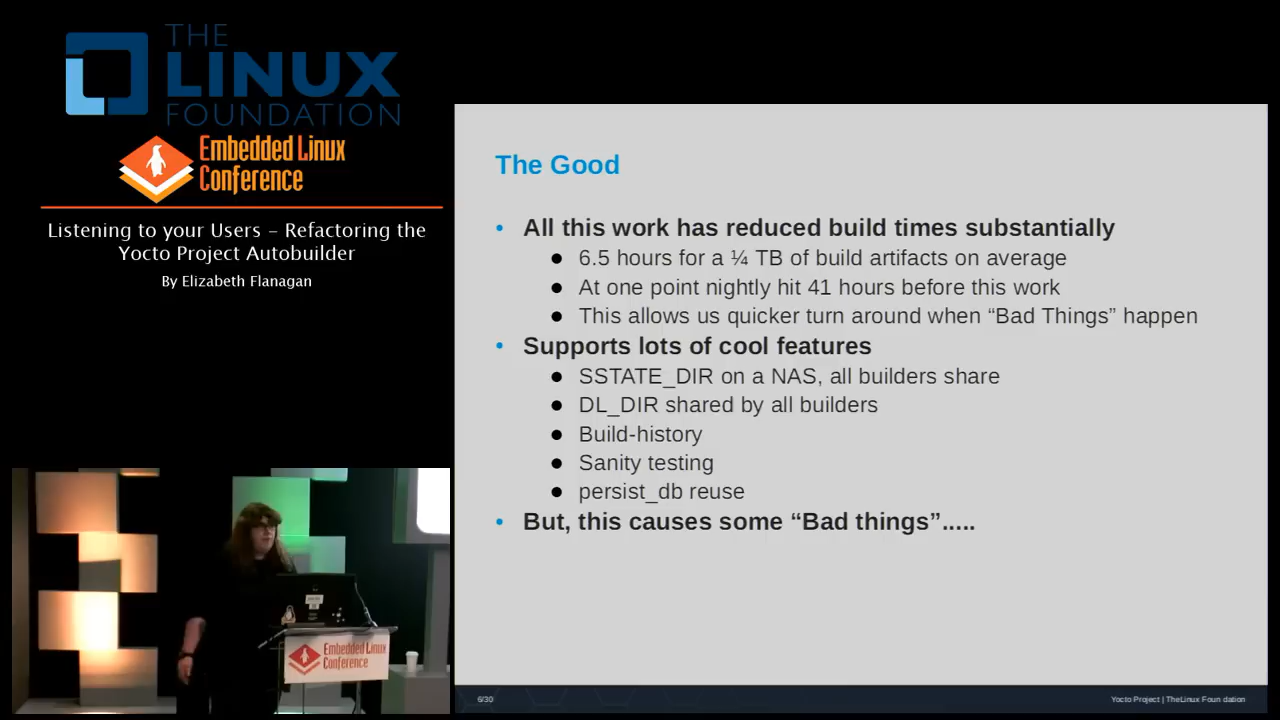 THE
LINUX
FOUNDATION
Embedded Linux
Conference
Listening to your Users – Refactoring the
Yocto Project Autobuilder
By Elizabeth Flanagan
The Good
• All this work has reduced build times substantially
● 6.5 hours for a ¼ TB of build artifacts on average
● At one point nightly hit 41 hours before this work
● This allows us quicker turn around when “Bad Things” happen
• Supports lots of cool features
● SSTATE_DIR on a NAS, all builders share
● DL_DIR shared by all builders
● Build-history
● Sanity testing
● persist_db reuse
• But, this causes some “Bad things”.....
Embedded Linux
Conference
6/30
Yocto Project | TheLinux Foun dation